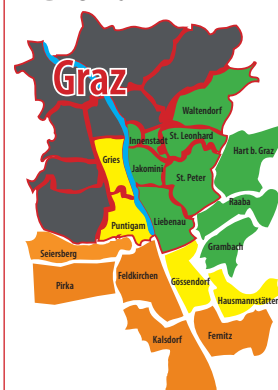 Graz
Waltendorf
Innenstadt
St. Leonhard
Hart b. Graz
Gries
Jakomini
St. Peter
Raaba
Puntigam
Liebenau
Grambach
Seiersberg
Feldkirchen
Gössendorf
Pirka
Hausmannstätten
Kalsdorf
Fernitz